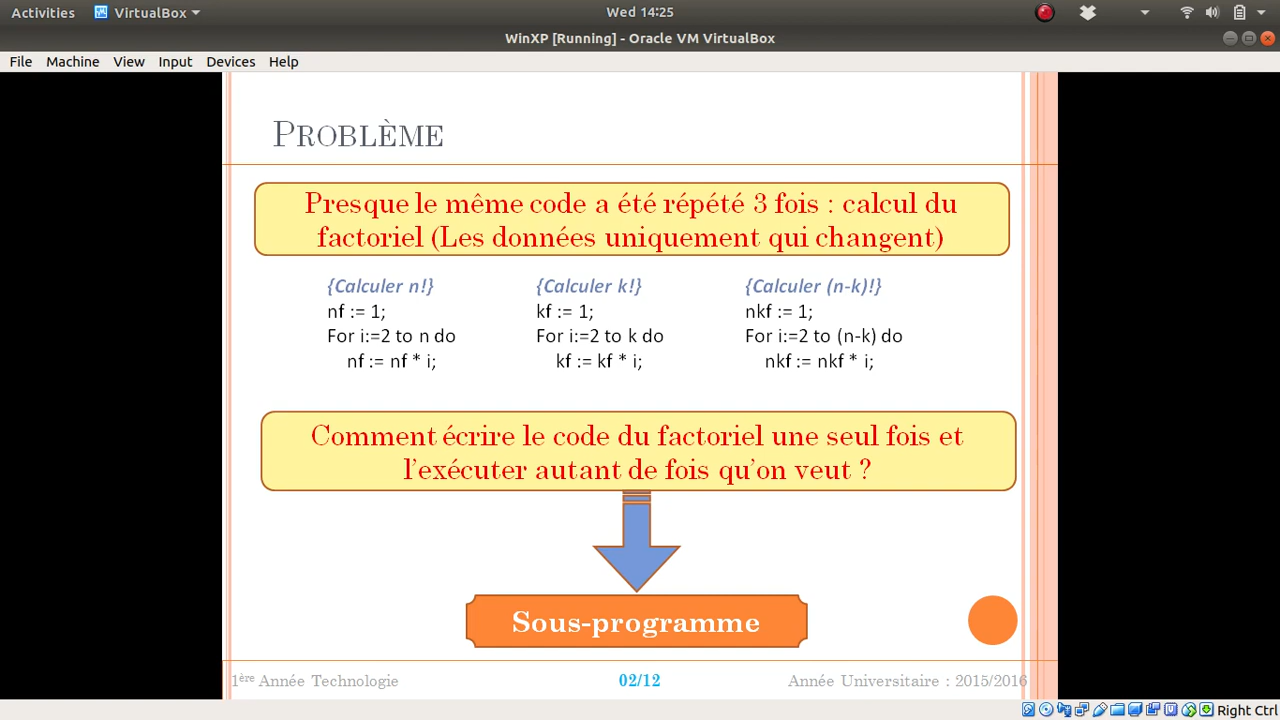 Activities VirtualBox Wed 14:25
WinXP [Running] - Oracle VM VirtualBox
File Machine View Input Devices Help
PROBLÈME
Presque le même code a été répété 3 fois : calcul du
factoriel (Les données uniquement qui changent)
{Calculer n!}
nf := 1;
For i:=2 to n do
nf := nf * i;
{Calculer k!}
kf := 1;
For i:=2 to k do
kf := kf * i;
{Calculer (n-k)!}
nkf := 1;
For i:=2 to (n-k) do
nkf := nkf * i;
Comment écrire le code du factoriel une seul fois et
l'exécuter autant de fois qu'on veut ?
Sous-programme
1ère Année Technologie 02/12 Année Universitaire : 2015/2016
Right Ctrl